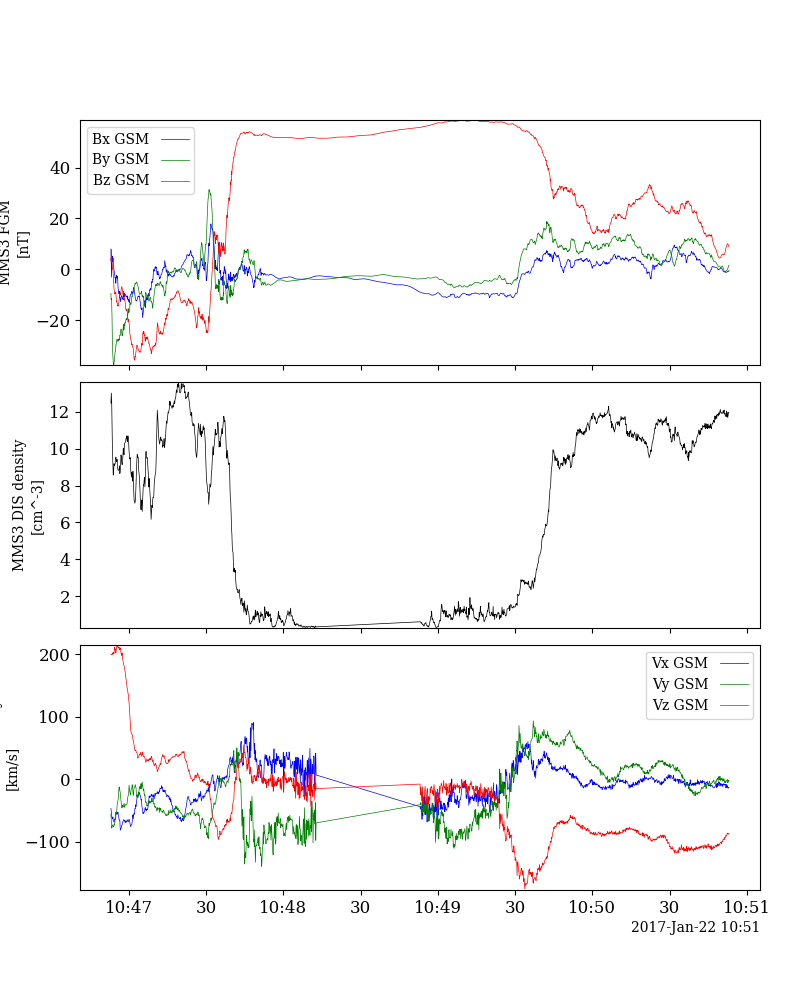 MMS3 FGM
[nT]
Bx GSM
By GSM
Bz GSM
40
20
0
−20
MMS3 DIS density
[cm^-3]
12
10
8
6
4
2
[km/s]
Vx GSM
Vy GSM
Vz GSM
200
100
0
−100
10:47
30
10:48
30
10:49
30
10:50
30
10:51
2017-Jan-22 10:51